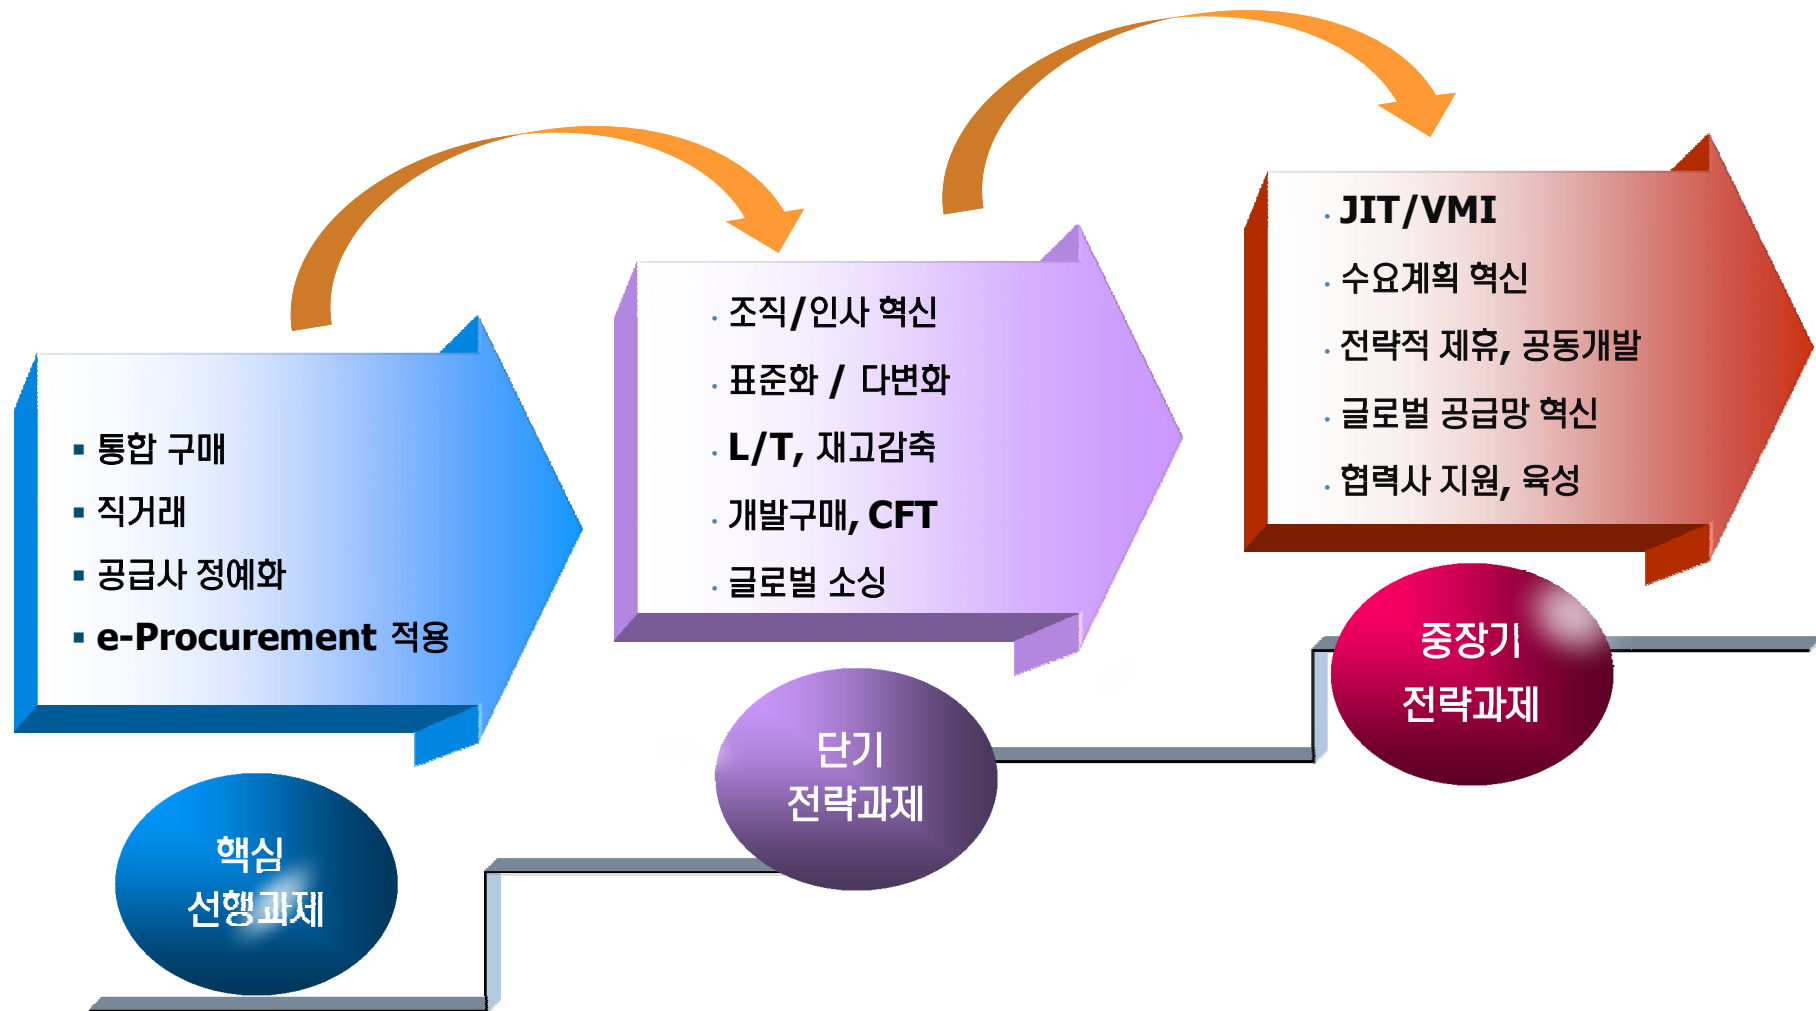 통합 구매
직거래
공급사 정예화
e-Procurement 적용
핵심
선행과제
조직/인사 혁신
표준화 / 다변화
L/T, 재고감축
개발구매, CFT
글로벌 소싱
단기
전략과제
JIT/VMI
수요계획 혁신
전략적 제휴, 공동개발
글로벌 공급망 혁신
협력사 지원, 육성
중장기
전략과제